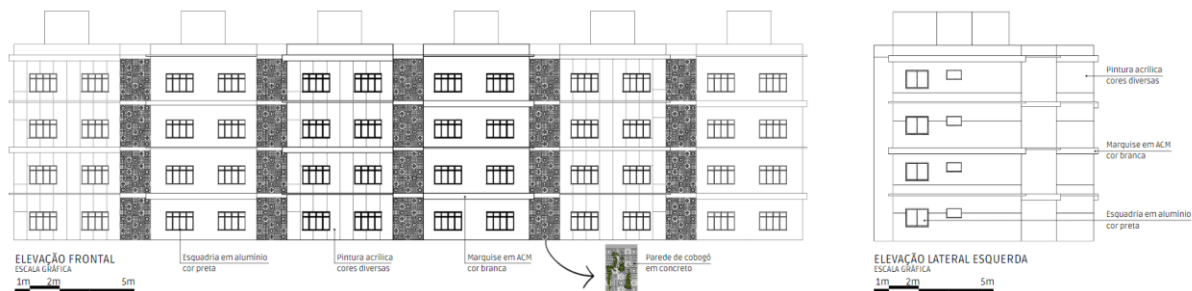 Pintura acrílica
cores diversas
Marquise em ACM
cor branca
Esquadria em alumínio
cor preta
ELEVAÇÃO FRONTAL
ESCALA GRÁFICA
1m 2m 5m
Esquadria em alumínio
cor preta
Pintura acrílica
cores diversas
Marquise em ACM
cor branca
Parede de cobogó
em concreto
ELEVAÇÃO LATERAL ESQUERDA
ESCALA GRÁFICA
1m 2m 5m